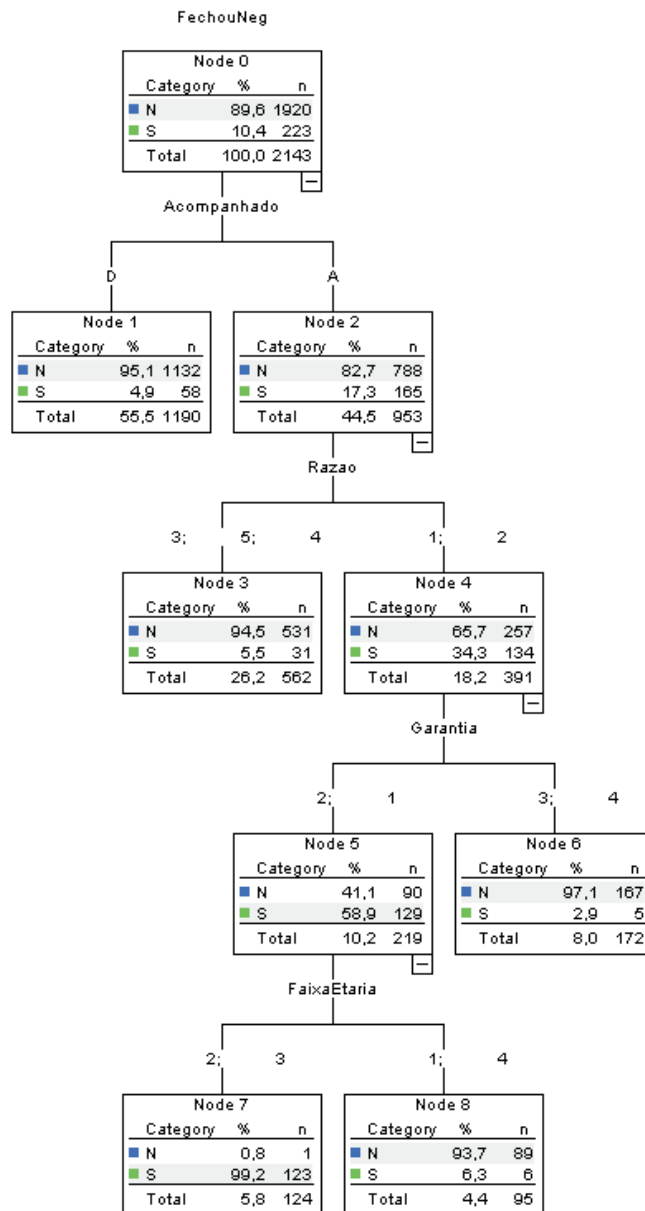 FechouNeg
Node 0
Category % n
N 89,6 1920
S 10,4 223
Total 100,0 2143
Acompanhado
D A
Node 1
Category % n
N 95,1 1132
S 4,9 58
Total 55,5 1190
Node 2
Category % n
N 82,7 788
S 17,3 165
Total 44,5 953
Razao
3; 5; 4
1; 2
Node 3
Category % n
N 94,5 531
S 5,5 31
Total 26,2 562
Node 4
Category % n
N 65,7 257
S 34,3 134
Total 18,2 391
Garantia
2; 1
3; 4
Node 5
Category % n
N 41,1 90
S 58,9 129
Total 10,2 219
Node 6
Category % n
N 97,1 167
S 2,9 5
Total 8,0 172
FaixaEtaria
2; 3
1; 4
Node 7
Category % n
N 0,8 1
S 99,2 123
Total 5,8 124
Node 8
Category % n
N 93,7 89
S 6,3 6
Total 4,4 95